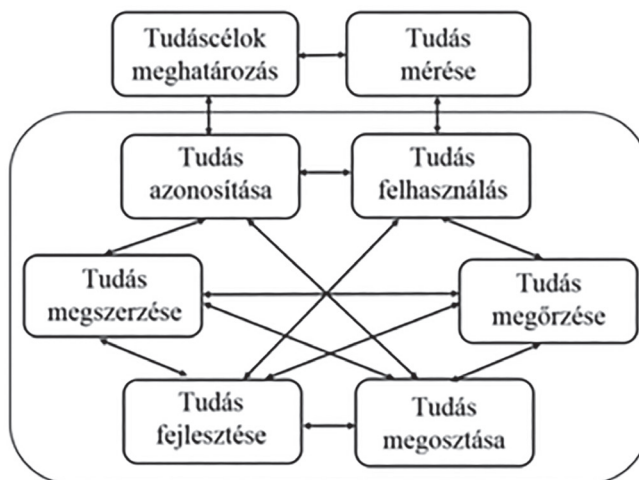 Tudáscélok
meghatározás
Tudás
mérése
Tudás
azonosítása
Tudás
felhasználás
Tudás
megszerzése
Tudás
megőrzése
Tudás
fejlesztése
Tudás
megosztása